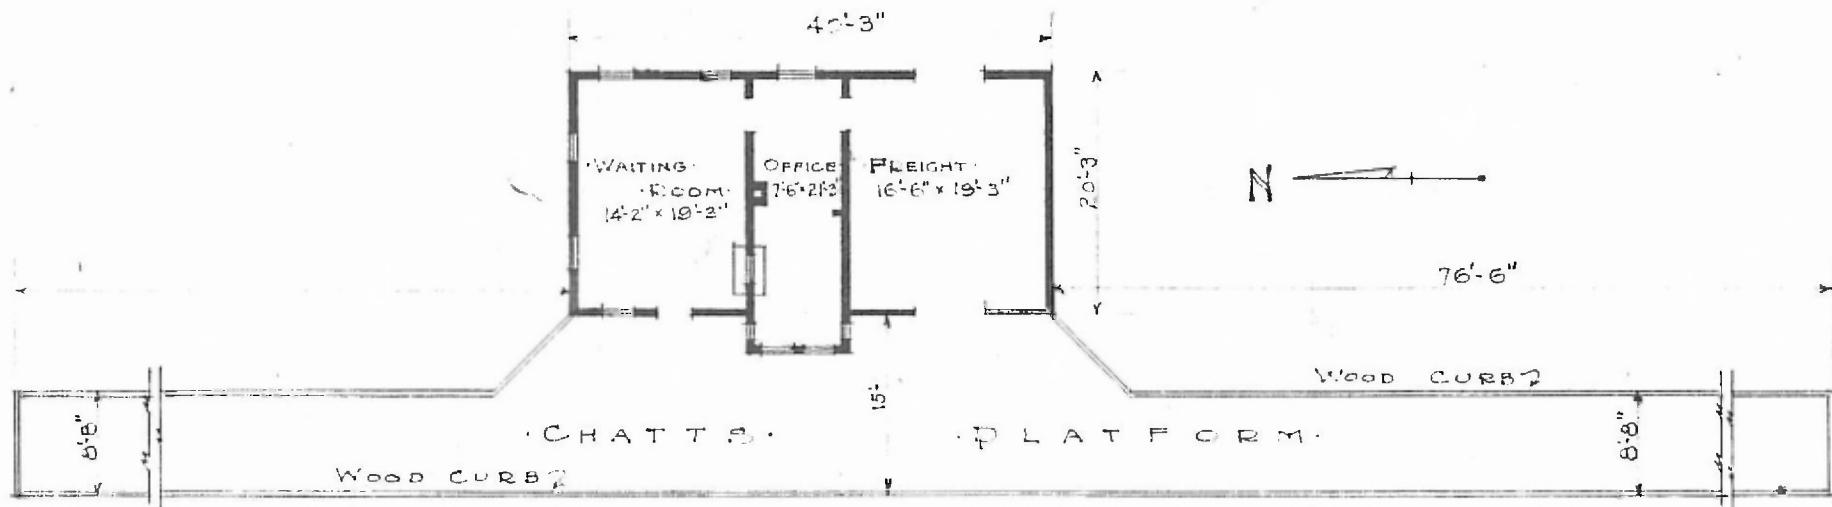 40'-3"
·WAITING·
·ROOM·
14'-2" × 19'-3"
OFFICE
7'-6" × 21'-3"
FREIGHT·
16'-6" × 19'-3"
20'-3"
N
76'-6"
WOOD CURB
8'-8"
·CHATTS·
15'-
·PLATFORM·
8'-8"
WOOD CURB